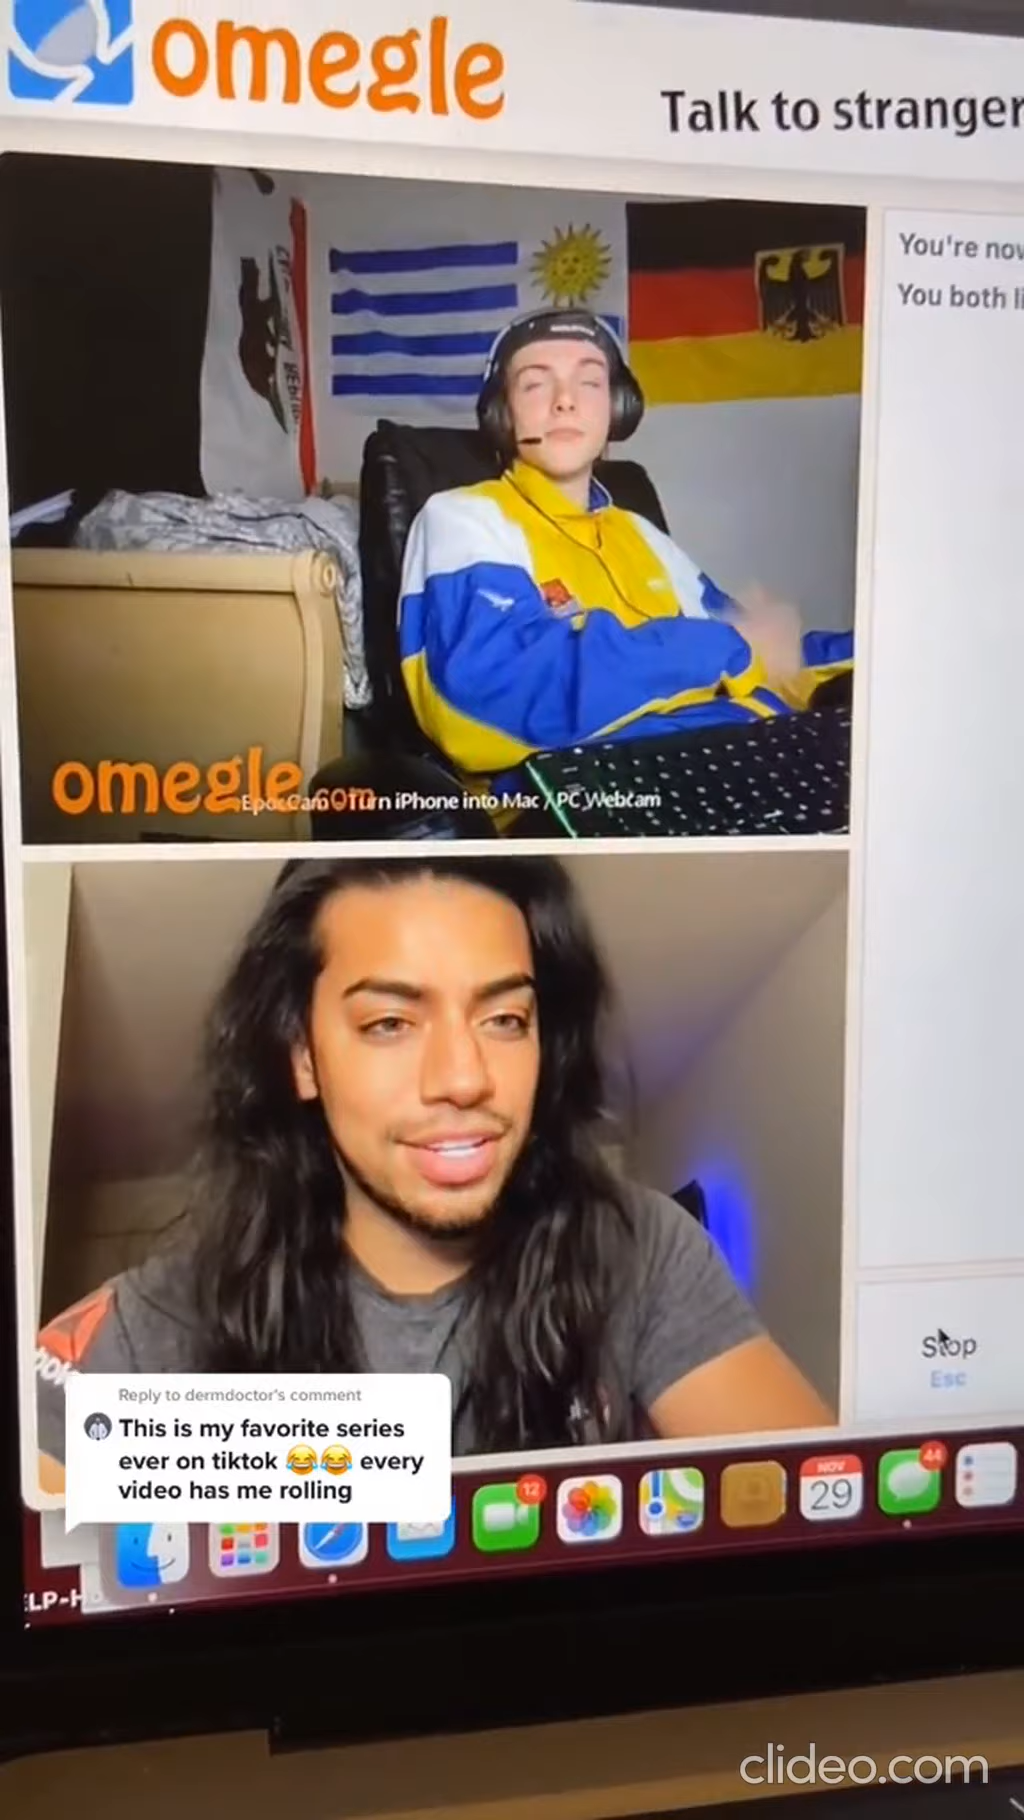 omegle
Talk to stranger
You're now
You both li
omegle.com
EpocCam - Turn iPhone into Mac / PC Webcam
Reply to dermdoctor's comment
This is my favorite series
ever on tiktok 😂😂 every
video has me rolling
Stop
Esc
12
NOV
29
44
clideo.com